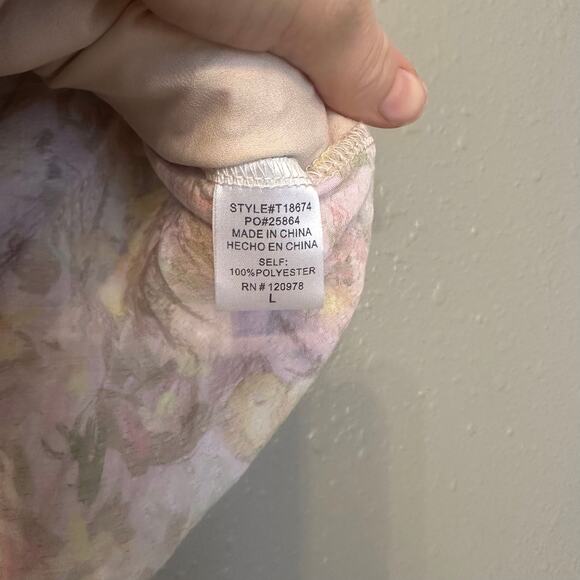 STYLE#T18674
PO#25864
MADE IN CHINA
HECHO EN CHINA
SELF:
100%POLYESTER
RN # 120978
L